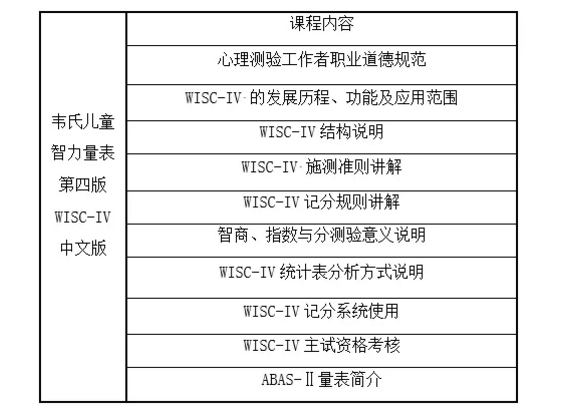 韦氏儿童
智力量表
第四版
WISC-IV
中文版
课程内容
心理测验工作者职业道德规范
WISC-IV 的发展历程、功能及应用范围
WISC-IV 结构说明
WISC-IV 施测准则讲解
WISC-IV 记分规则讲解
智商、指数与分测验意义说明
WISC-IV 统计表分析方式说明
WISC-IV 记分系统使用
WISC-IV 主试资格考核
ABAS-Ⅱ量表简介